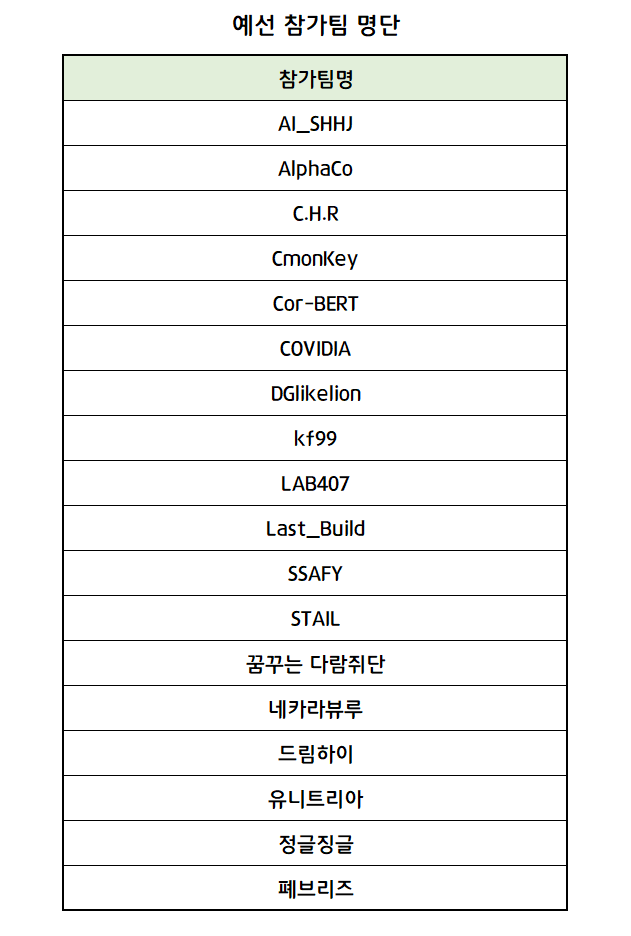 예선 참가팀 명단
참가팀명
AI_SHHJ
AlphaCo
C.H.R
CmonKey
Cor-BERT
COVIDIA
DGlikelion
kf99
LAB407
Last_Build
SSAFY
STAIL
꿈꾸는 다람쥐단
네카라뷰루
드림하이
유니트리아
정글징글
폐브리즈